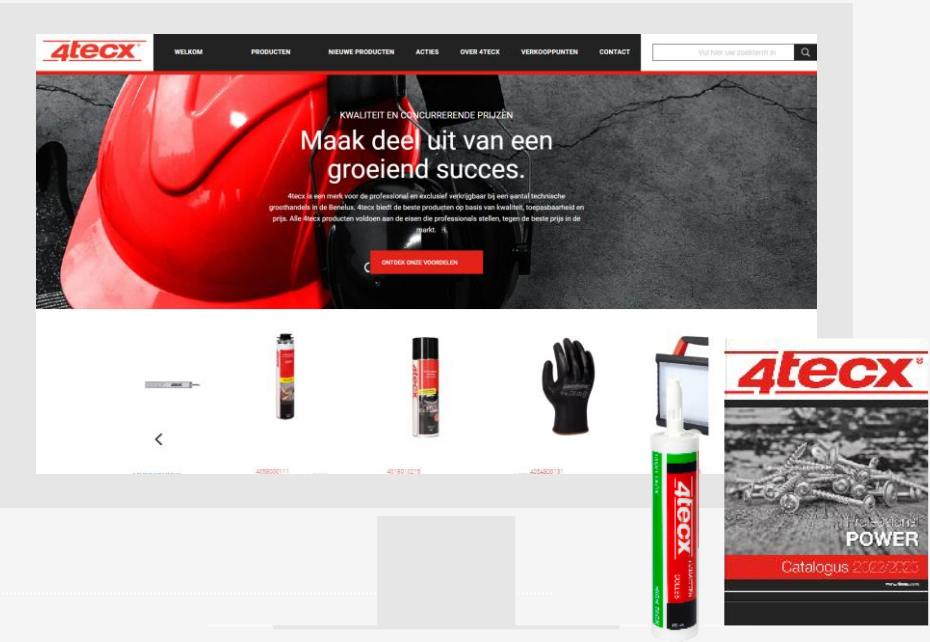 4tecx
WELKOM PRODUCTEN NIEUWE PRODUCTEN ACTIES OVER 4TECX VERKOOPPUNTEN CONTACT
Vul hier uw zoekterm in
KWALITEIT EN CONCURRERENDE PRIJZEN
Maak deel uit van een
groeiend succes.
4tecx is een merk voor de professional en exclusief verkrijgbaar bij een aantal technische
groothandels in de Benelux. 4tecx biedt de beste producten op basis van kwaliteit, toepasbaarheid en
prijs. Alle 4tecx producten voldoen aan de eisen die professionals stellen, tegen de beste prijs in de
markt.
ONTDEK ONZE VOORDELEN
4tecx
4tecx
4tecx
Professional
POWER
Catalogus 2022/2023